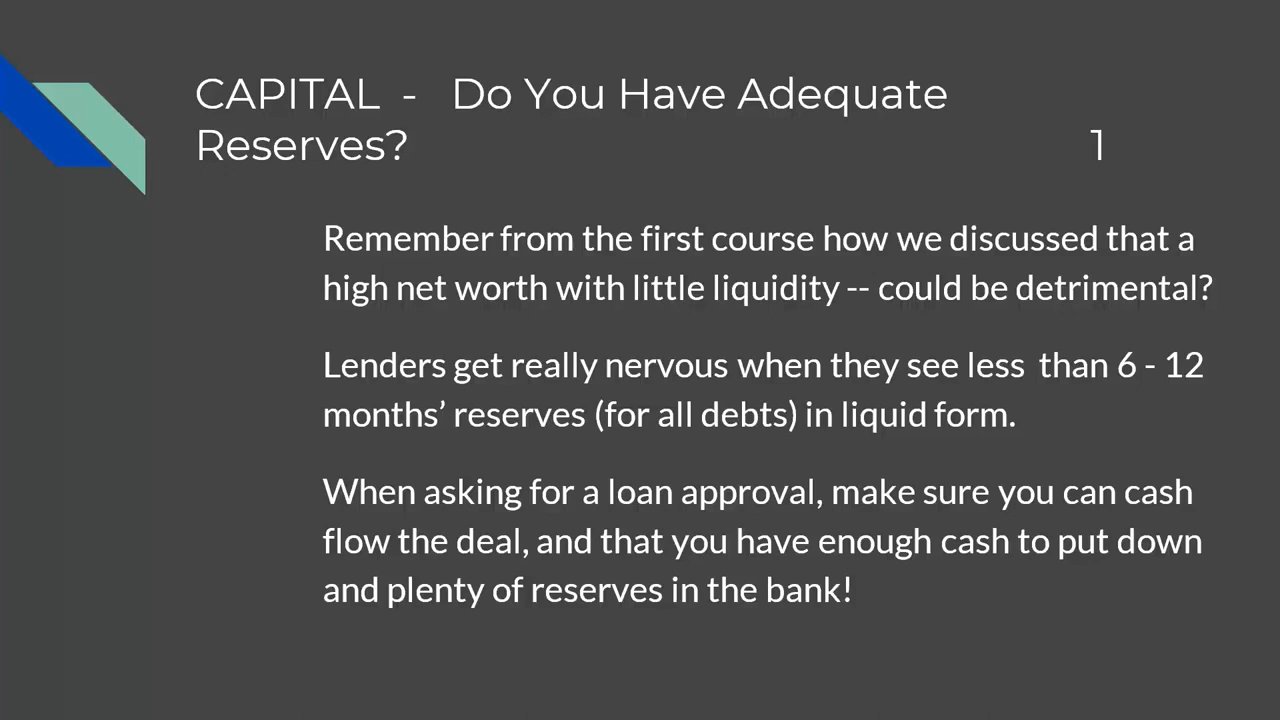 CAPITAL - Do You Have Adequate
Reserves? 1
Remember from the first course how we discussed that a
high net worth with little liquidity -- could be detrimental?
Lenders get really nervous when they see less than 6 - 12
months’ reserves (for all debts) in liquid form.
When asking for a loan approval, make sure you can cash
flow the deal, and that you have enough cash to put down
and plenty of reserves in the bank!